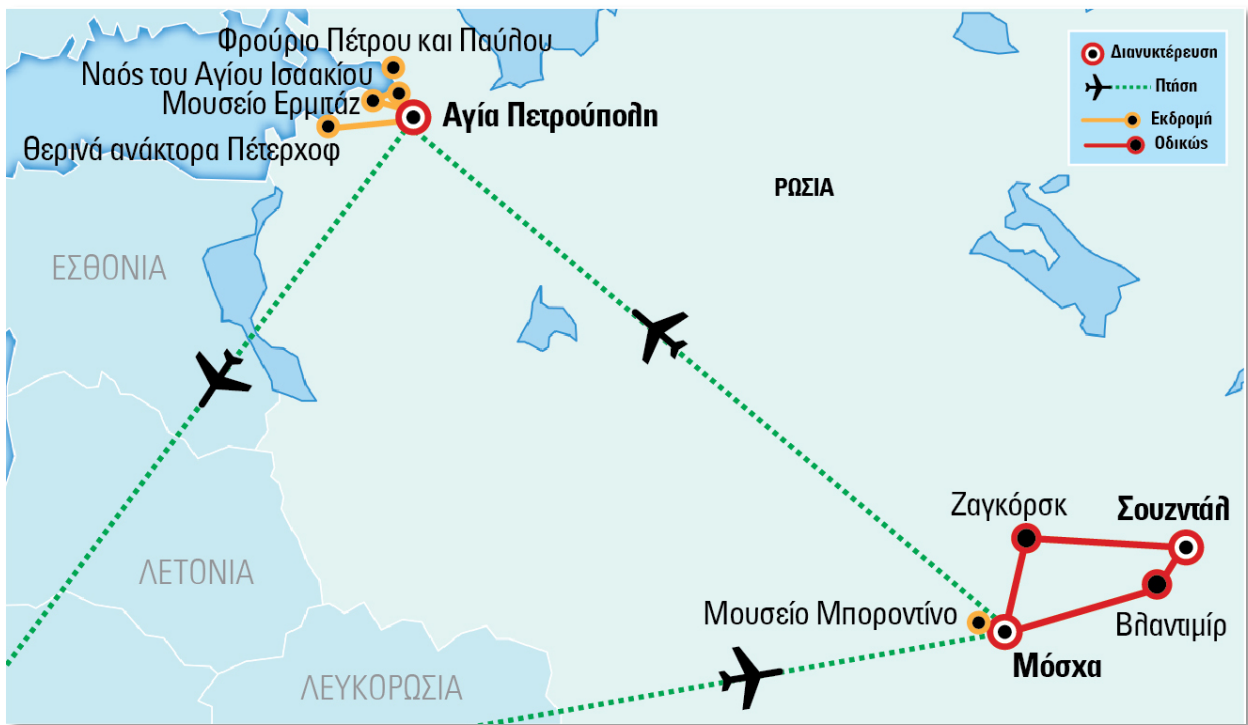 Φρούριο Πέτρου και Παύλου
Ναός του Αγίου Ισαακίου
Μουσείο Ερμιτάζ
Αγία Πετρούπολη
Θερινά ανάκτορα Πέτερχοφ
Διανυκτέρευση
Πτήση
Εκδρομή
Οδικώς
ΡΩΣΙΑ
ΕΣΘΟΝΙΑ
Ζαγκόρσκ
Σουζντάλ
ΛΕΤΟΝΙΑ
Μουσείο Μποροντίνο
Βλαντιμίρ
Μόσχα
ΛΕΥΚΟΡΩΣΙΑ